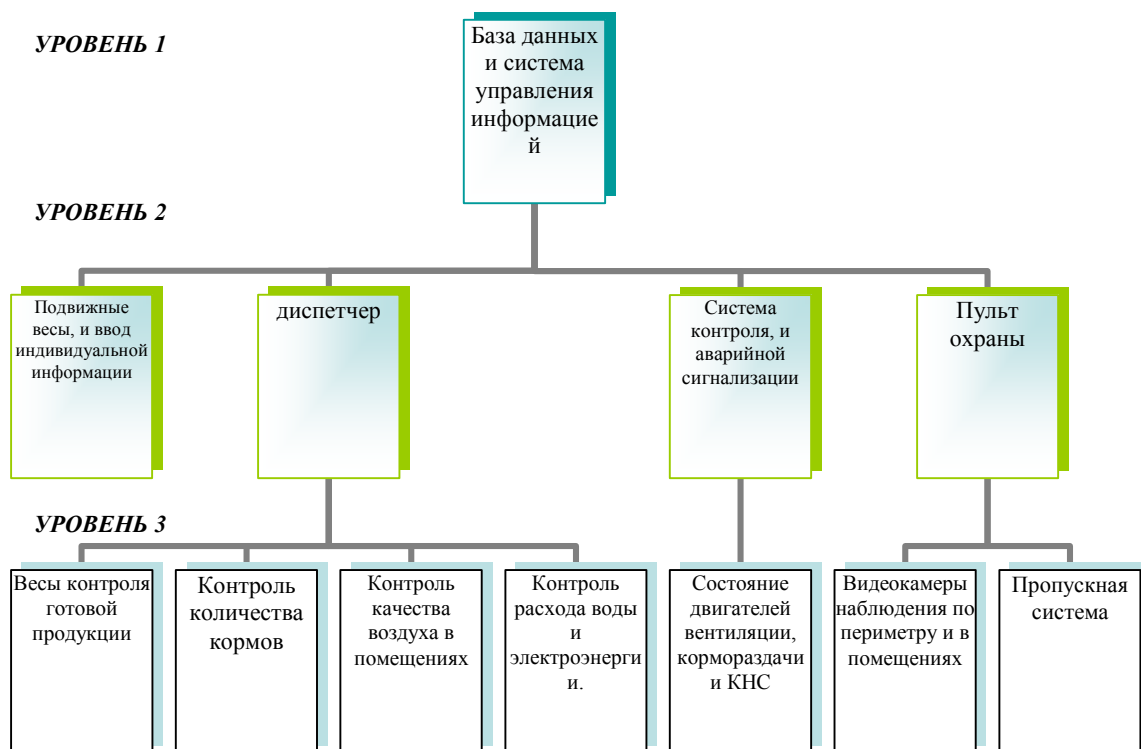 УРОВЕНЬ 1
База данных
и система
управления
информацие
й
УРОВЕНЬ 2
Подвижные
весы, и ввод
индивидуальной
информации
диспетчер
Система
контроля, и
аварийной
сигнализации
Пульт
охраны
УРОВЕНЬ 3
Весы контроля
готовой
продукции
Контроль
количества
кормов
Контроль
качества
воздуха в
помещениях
Контроль
расхода воды
и
электроэнерги
и.
Состояние
двигателей
вентиляции,
кормораздачи
и КНС
Видеокамеры
наблюдения по
периметру и в
помещениях
Пропускная
система